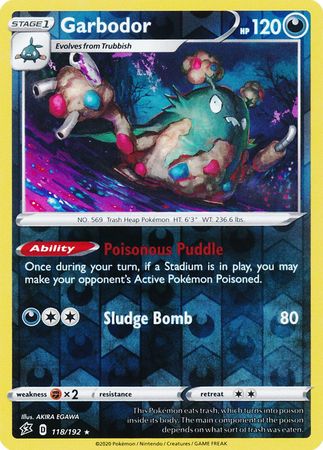 STAGE 1 Garbodor HP 120
Evolves from Trubbish
NO. 569 Trash Heap Pokémon HT: 6'3" WT: 236.6 lbs.
Ability Poisonous Puddle
Once during your turn, if a Stadium is in play, you may
make your opponent's Active Pokémon Poisoned.
Sludge Bomb 80
weakness ×2 resistance retreat
Illus. AKIRA EGAWA
D 118/192 ★
This Pokémon eats trash, which turns into poison
inside its body. The main component of the poison
changes depending on what sort of trash was eaten.
©2020 Pokémon / Nintendo / Creatures / GAME FREAK